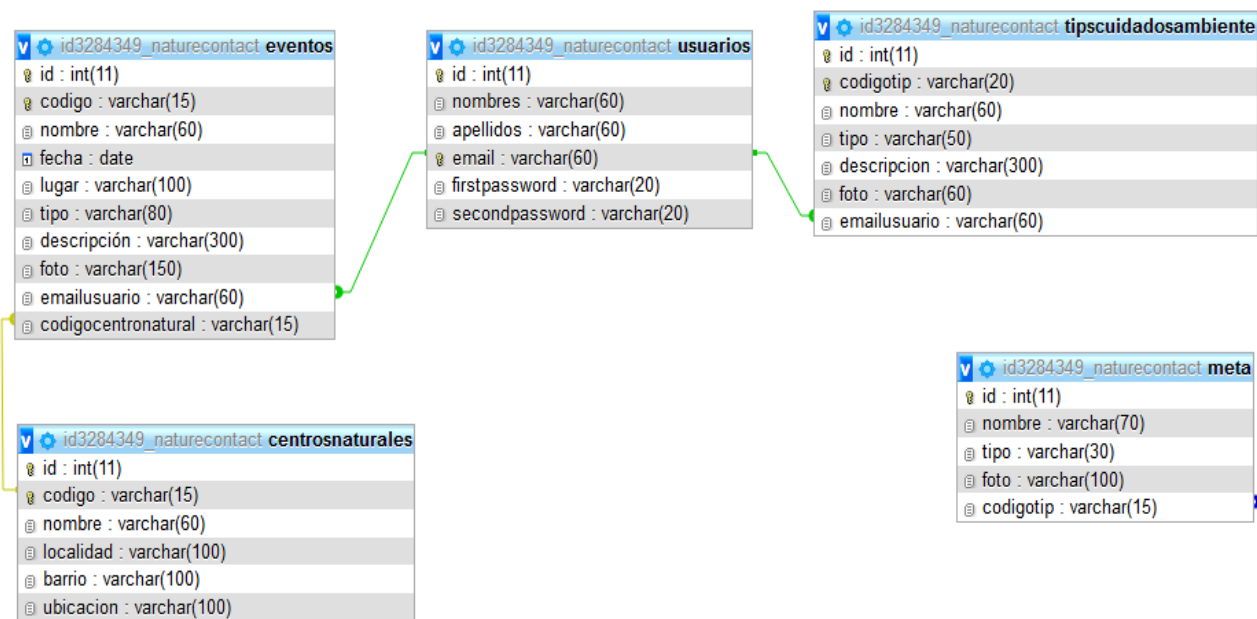 id3284349_naturecontact eventos
id : int(11)
codigo : varchar(15)
nombre : varchar(60)
fecha : date
lugar : varchar(100)
tipo : varchar(80)
descripción : varchar(300)
foto : varchar(150)
emailusuario : varchar(60)
codigocentronatural : varchar(15)
id3284349_naturecontact usuarios
id : int(11)
nombres : varchar(60)
apellidos : varchar(60)
email : varchar(60)
firstpassword : varchar(20)
secondpassword : varchar(20)
id3284349_naturecontact tipscuidadosambiente
id : int(11)
codigotip : varchar(20)
nombre : varchar(60)
tipo : varchar(50)
descripcion : varchar(300)
foto : varchar(60)
emailusuario : varchar(60)
id3284349_naturecontact centrosnaturales
id : int(11)
codigo : varchar(15)
nombre : varchar(60)
localidad : varchar(100)
barrio : varchar(100)
ubicacion : varchar(100)
id3284349_naturecontact meta
id : int(11)
nombre : varchar(70)
tipo : varchar(30)
foto : varchar(100)
codigotip : varchar(15)